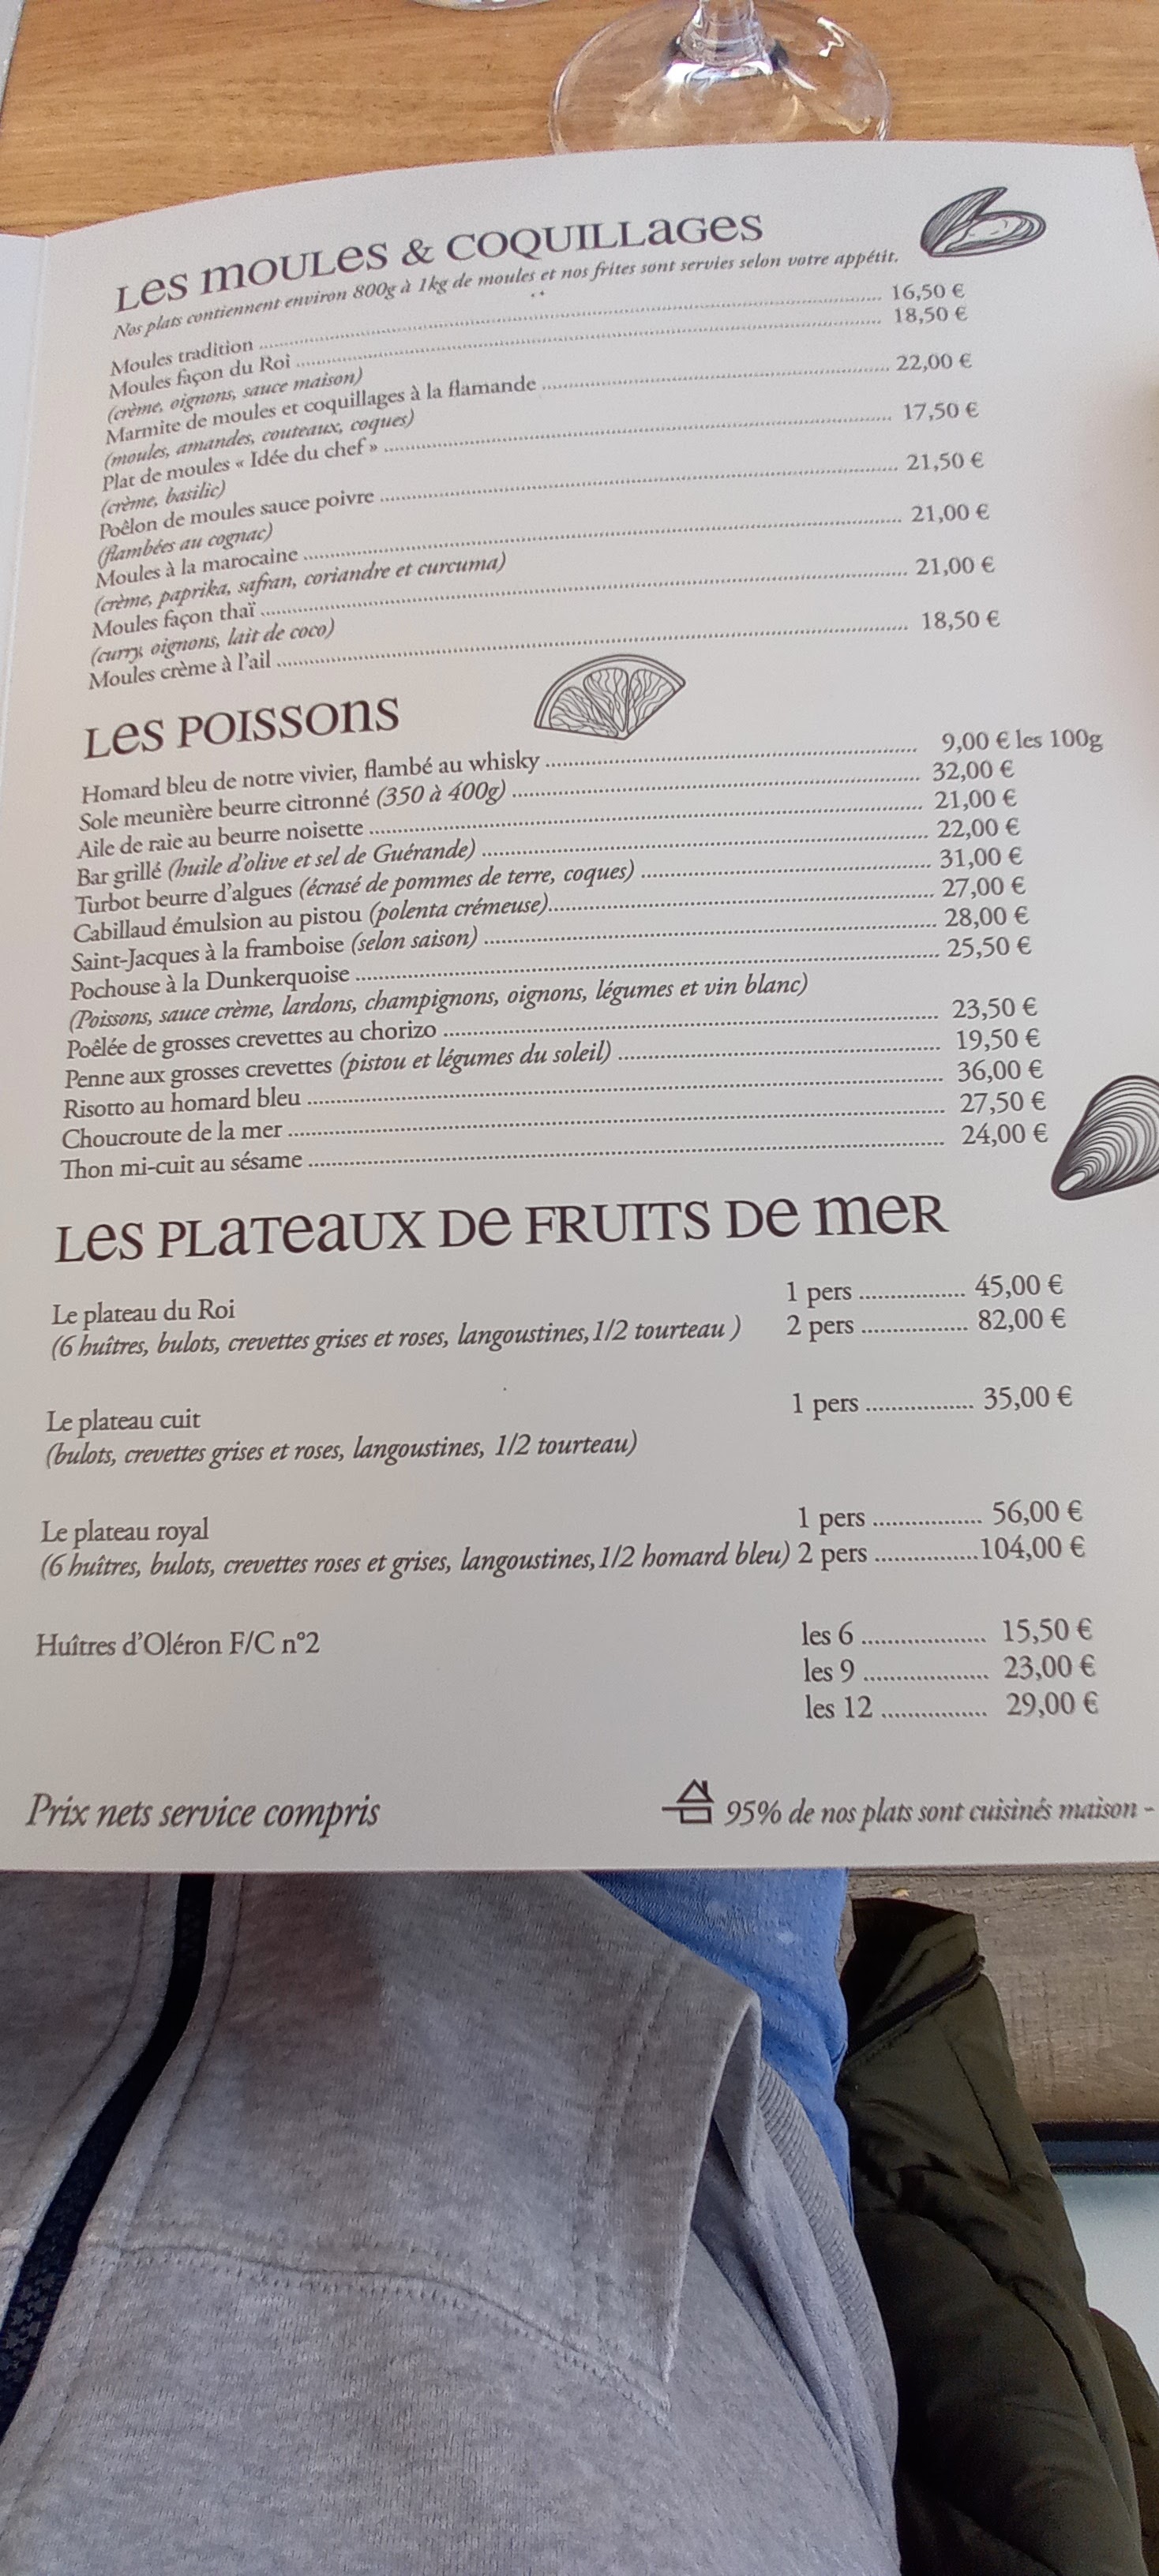 Les moules & coquillages
Nos plats contiennent environ 800g à 1kg de moules et nos frites sont servies selon votre appétit.
Moules tradition ........ 16,50 €
Moules façon du Roi ........ 18,50 €
(crème, oignons, sauce maison)
Marmite de moules et coquillages à la flamande ........ 22,00 €
(moules, amandes, couteaux, coques)
Plat de moules « Idée du chef » ........ 17,50 €
(crème, basilic)
Poêlon de moules sauce poivre ........ 21,50 €
(flambées au cognac)
Moules à la marocaine ........ 21,00 €
(crème, paprika, safran, coriandre et curcuma)
Moules façon thaï ........ 21,00 €
(curry, oignons, lait de coco)
Moules crème à l'ail ........ 18,50 €
Les poissons
Homard bleu de notre vivier, flambé au whisky ........ 9,00 € les 100g
Sole meunière beurre citronné (350 à 400g) ........ 32,00 €
Aile de raie au beurre noisette ........ 21,00 €
Bar grillé (huile d'olive et sel de Guérande) ........ 22,00 €
Turbot beurre d'algues (écrasé de pommes de terre, coques) ........ 31,00 €
Cabillaud émulsion au pistou (polenta crémeuse) ........ 27,00 €
Saint-Jacques à la framboise (selon saison) ........ 28,00 €
Pochouse à la Dunkerquoise ........ 25,50 €
(Poissons, sauce crème, lardons, champignons, oignons, légumes et vin blanc)
Poêlée de grosses crevettes au chorizo ........ 23,50 €
Penne aux grosses crevettes (pistou et légumes du soleil) ........ 19,50 €
Risotto au homard bleu ........ 36,00 €
Choucroute de la mer ........ 27,50 €
Thon mi-cuit au sésame ........ 24,00 €
Les plateaux de fruits de mer
Le plateau du Roi 1 pers ........ 45,00 €
(6 huîtres, bulots, crevettes grises et roses, langoustines, 1/2 tourteau ) 2 pers ........ 82,00 €
Le plateau cuit 1 pers ........ 35,00 €
(bulots, crevettes grises et roses, langoustines, 1/2 tourteau)
Le plateau royal 1 pers ........ 56,00 €
(6 huîtres, bulots, crevettes roses et grises, langoustines, 1/2 homard bleu) 2 pers ........ 104,00 €
Huîtres d'Oléron F/C n°2 les 6 ........ 15,50 €
les 9 ........ 23,00 €
les 12 ........ 29,00 €
Prix nets service compris
95% de nos plats sont cuisinés maison -